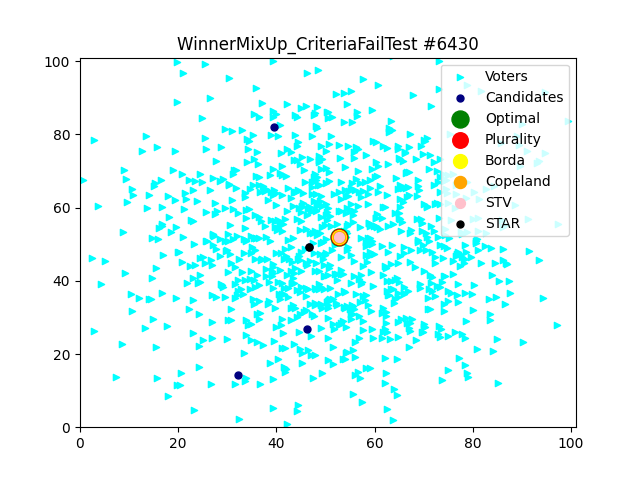 WinnerMixUp_CriteriaFailTest #6430
100
80
60
40
20
0
0 20 40 60 80 100
Voters
Candidates
Optimal
Plurality
Borda
Copeland
STV
STAR